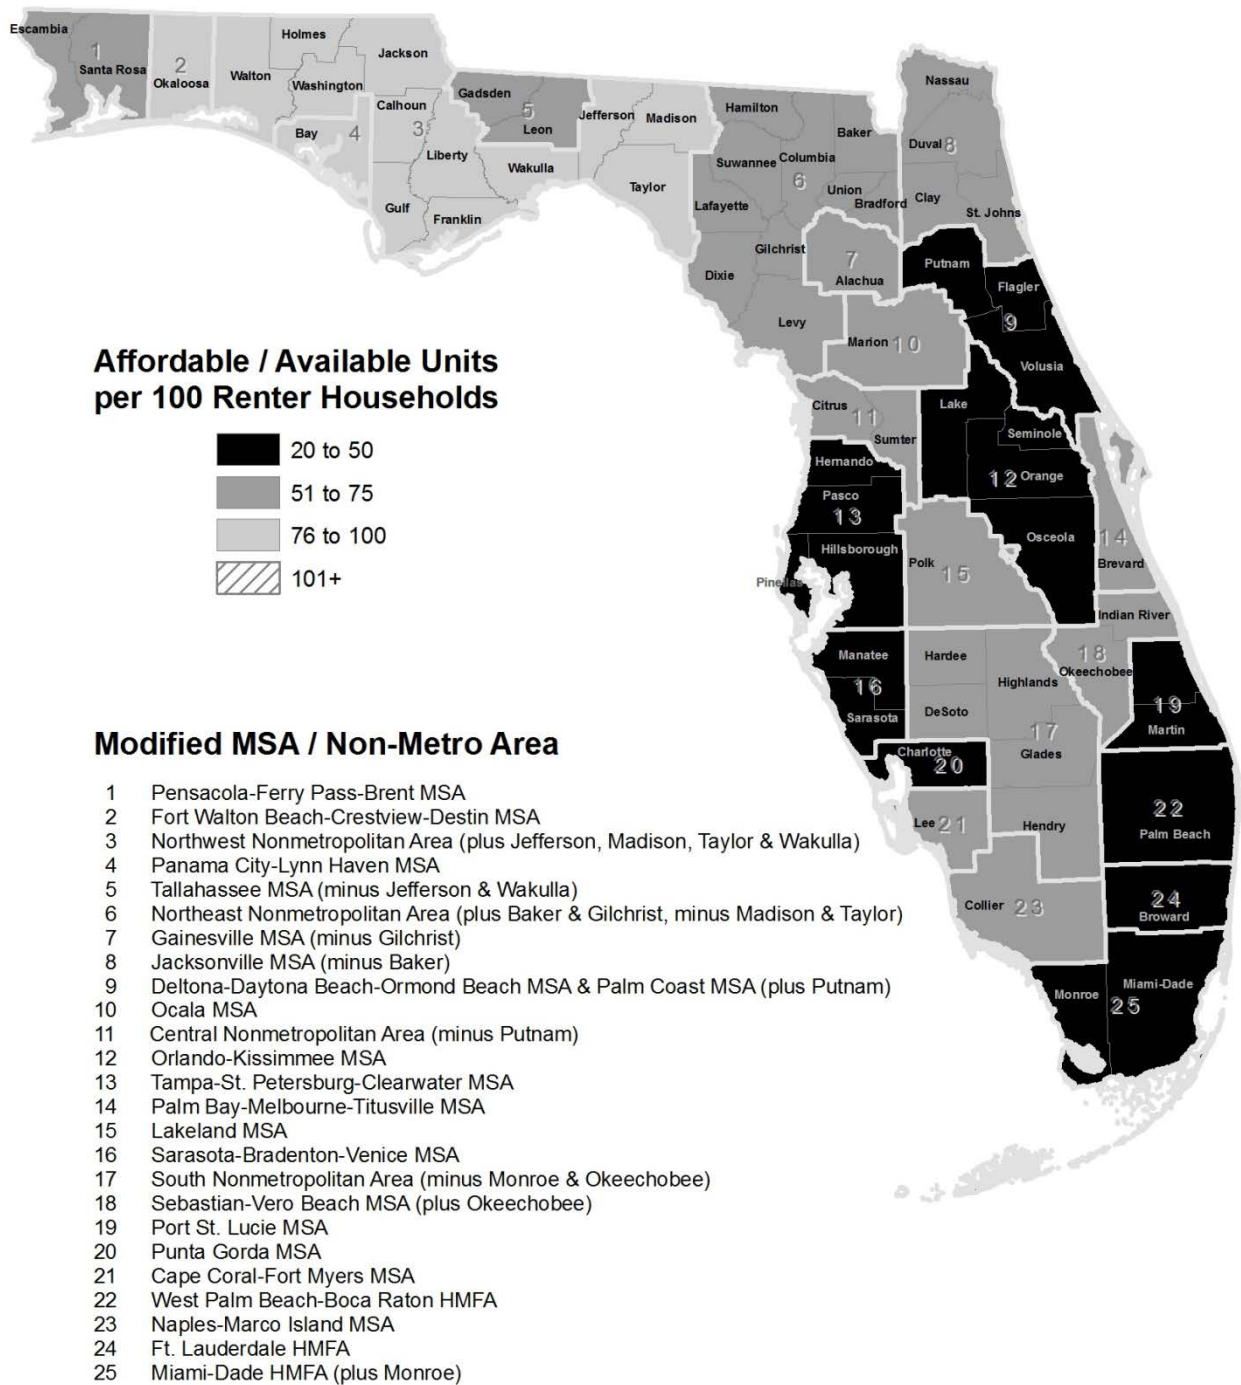 Escambia
1
Santa Rosa
2
Okaloosa
Walton
Holmes
Washington
Jackson
Bay
4
Calhoun
3
Liberty
Gulf
Franklin
Gadsden
5
Leon
Wakulla
Jefferson
Madison
Taylor
Hamilton
Suwannee
Columbia
6
Baker
Union
Bradford
Lafayette
Gilchrist
Dixie
Levy
7
Alachua
Nassau
Duval 8
Clay
St. Johns
Putnam
Flagler
9
Volusia
Marion 10
Citrus
11
Sumter
Lake
Seminole
12 Orange
Osceola
Hernando
Pasco
13
Hillsborough
Pinellas
14
Brevard
Polk
15
Indian River
18
Okeechobee
Manatee
16
Sarasota
Hardee
Highlands
DeSoto
17
Glades
Hendry
19
Martin
Charlotte
20
Lee 21
22
Palm Beach
Collier 23
24
Broward
Monroe
Miami-Dade
25
Affordable / Available Units
per 100 Renter Households
20 to 50
51 to 75
76 to 100
101+
Modified MSA / Non-Metro Area
1 Pensacola-Ferry Pass-Brent MSA
2 Fort Walton Beach-Crestview-Destin MSA
3 Northwest Nonmetropolitan Area (plus Jefferson, Madison, Taylor & Wakulla)
4 Panama City-Lynn Haven MSA
5 Tallahassee MSA (minus Jefferson & Wakulla)
6 Northeast Nonmetropolitan Area (plus Baker & Gilchrist, minus Madison & Taylor)
7 Gainesville MSA (minus Gilchrist)
8 Jacksonville MSA (minus Baker)
9 Deltona-Daytona Beach-Ormond Beach MSA & Palm Coast MSA (plus Putnam)
10 Ocala MSA
11 Central Nonmetropolitan Area (minus Putnam)
12 Orlando-Kissimmee MSA
13 Tampa-St. Petersburg-Clearwater MSA
14 Palm Bay-Melbourne-Titusville MSA
15 Lakeland MSA
16 Sarasota-Bradenton-Venice MSA
17 South Nonmetropolitan Area (minus Monroe & Okeechobee)
18 Sebastian-Vero Beach MSA (plus Okeechobee)
19 Port St. Lucie MSA
20 Punta Gorda MSA
21 Cape Coral-Fort Myers MSA
22 West Palm Beach-Boca Raton HMFA
23 Naples-Marco Island MSA
24 Ft. Lauderdale HMFA
25 Miami-Dade HMFA (plus Monroe)